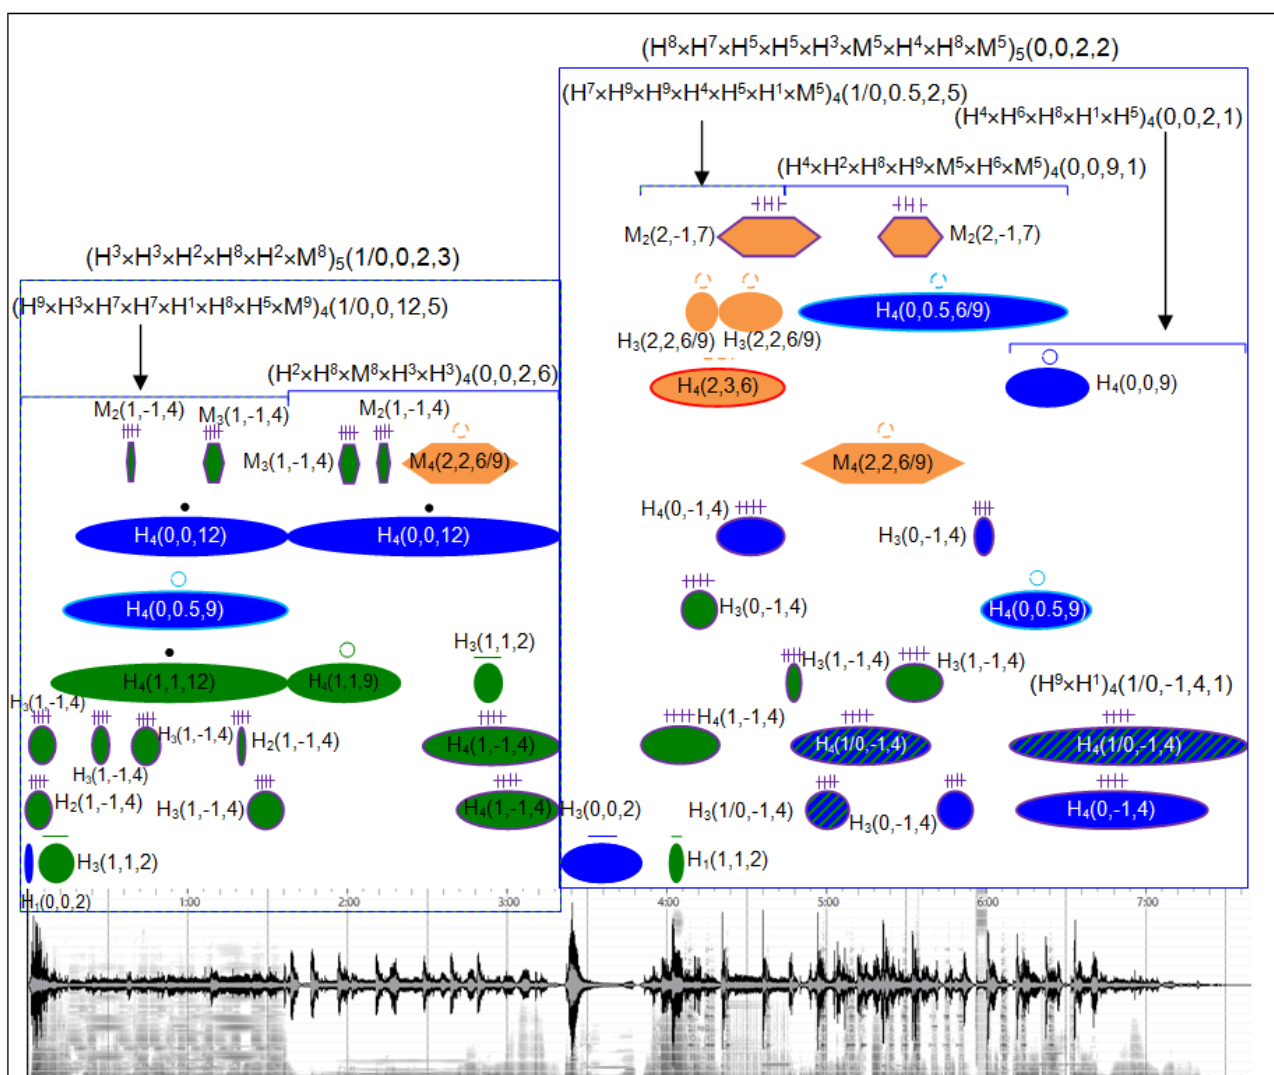 (H⁸×H⁷×H⁵×H⁵×H³×M⁵×H⁴×H⁸×M⁵)₅(0,0,2,2)
(H⁷×H⁹×H⁹×H⁴×H⁵×H¹×M⁵)₄(1/0,0.5,2,5)
(H⁴×H⁶×H⁸×H¹×H⁵)₄(0,0,2,1)
(H⁴×H²×H⁸×H⁹×M⁵×H⁶×M⁵)₄(0,0,9,1)
M₂(2,-1,7)
M₂(2,-1,7)
(H³×H³×H²×H⁸×H²×M⁸)₅(1/0,0,2,3)
(H⁹×H³×H⁷×H⁷×H¹×H⁸×H⁵×M⁹)₄(1/0,0,12,5)
H₄(0,0.5,6/9)
H₃(2,2,6/9)
H₃(2,2,6/9)
(H²×H⁸×M⁸×H³×H³)₄(0,0,2,6)
H₄(2,3,6)
H₄(0,0,9)
M₂(1,-1,4)
M₃(1,-1,4)
M₂(1,-1,4)
M₃(1,-1,4)
M₄(2,2,6/9)
M₄(2,2,6/9)
H₄(0,0,12)
H₄(0,0,12)
H₄(0,-1,4)
H₃(0,-1,4)
H₄(0,0.5,9)
H₃(0,-1,4)
H₄(0,0.5,9)
H₃(1,1,2)
H₄(1,1,12)
H₄(1,1,9)
H₃(1,-1,4)
H₃(1,-1,4)
(H⁹×H¹)₄(1/0,-1,4,1)
H₃(1,-1,4)
H₃(1,-1,4)
H₂(1,-1,4)
H₄(1,-1,4)
H₄(1,-1,4)
H₄(1/0,-1,4)
H₄(1/0,-1,4)
H₃(1,-1,4)
H₂(1,-1,4)
H₃(1,-1,4)
H₄(1,-1,4)
H₃(0,0,2)
H₃(1/0,-1,4)
H₃(0,-1,4)
H₄(0,-1,4)
H₃(1,1,2)
H₁(1,1,2)
H₁(0,0,2)
1:00 2:00 3:00 4:00 5:00 6:00 7:00